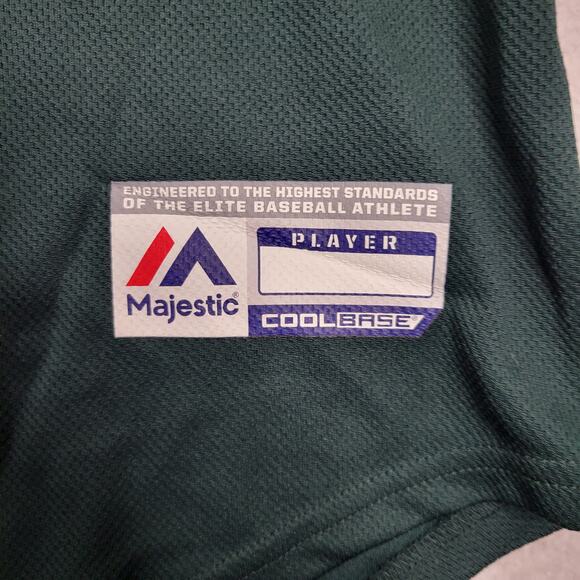 ENGINEERED TO THE HIGHEST STANDARDS
OF THE ELITE BASEBALL ATHLETE
PLAYER
Majestic®
COOLBASE®